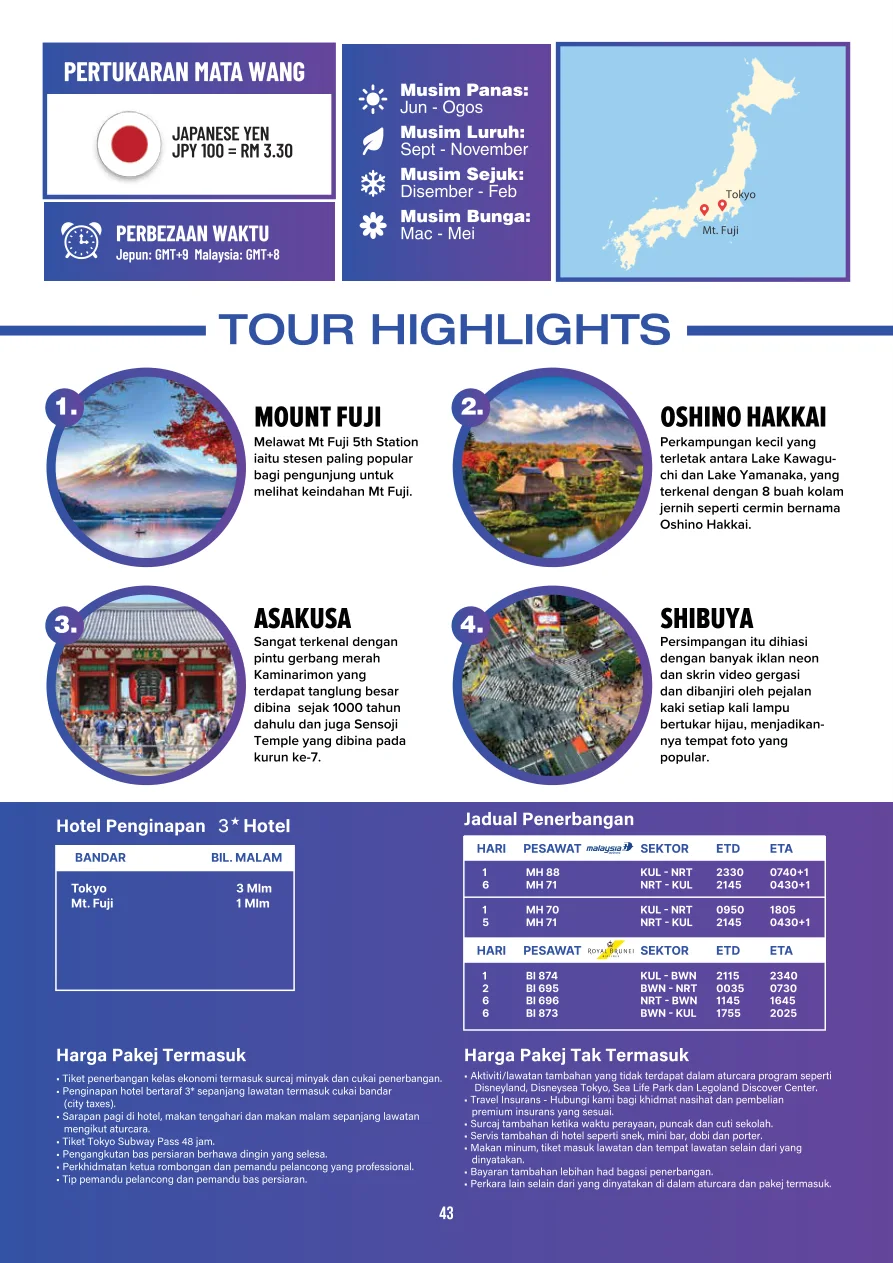 PERTUKARAN MATA WANG
JAPANESE YEN
JPY 100 = RM 3.30
PERBEZAAN WAKTU
Jepun: GMT+9 Malaysia: GMT+8
Musim Panas:
Jun - Ogos
Musim Luruh:
Sept - November
Musim Sejuk:
Disember - Feb
Musim Bunga:
Mac - Mei
Tokyo
Mt. Fuji
TOUR HIGHLIGHTS
1.
MOUNT FUJI
Melawat Mt Fuji 5th Station
iaitu stesen paling popular
bagi pengunjung untuk
melihat keindahan Mt Fuji.
2.
OSHINO HAKKAI
Perkampungan kecil yang
terletak antara Lake Kawagu-
chi dan Lake Yamanaka, yang
terkenal dengan 8 buah kolam
jernih seperti cermin bernama
Oshino Hakkai.
3.
ASAKUSA
Sangat terkenal dengan
pintu gerbang merah
Kaminarimon yang
terdapat tanglung besar
dibina sejak 1000 tahun
dahulu dan juga Sensoji
Temple yang dibina pada
kurun ke-7.
4.
SHIBUYA
Persimpangan itu dihiasi
dengan banyak iklan neon
dan skrin video gergasi
dan dibanjiri oleh pejalan
kaki setiap kali lampu
bertukar hijau, menjadikan-
nya tempat foto yang
popular.
Hotel Penginapan 3★ Hotel
BANDAR BIL. MALAM
Tokyo 3 Mlm
Mt. Fuji 1 Mlm
Jadual Penerbangan
HARI PESAWAT malaysia SEKTOR ETD ETA
1 MH 88 KUL - NRT 2330 0740+1
6 MH 71 NRT - KUL 2145 0430+1
1 MH 70 KUL - NRT 0950 1805
5 MH 71 NRT - KUL 2145 0430+1
HARI PESAWAT ROYAL BRUNEI SEKTOR ETD ETA
1 BI 874 KUL - BWN 2115 2340
2 BI 695 BWN - NRT 0035 0730
6 BI 696 NRT - BWN 1145 1645
6 BI 873 BWN - KUL 1755 2025
Harga Pakej Termasuk
• Tiket penerbangan kelas ekonomi termasuk surcaj minyak dan cukai penerbangan.
• Penginapan hotel bertaraf 3* sepanjang lawatan termasuk cukai bandar
(city taxes).
• Sarapan pagi di hotel, makan tengahari dan makan malam sepanjang lawatan
mengikut aturcara.
• Tiket Tokyo Subway Pass 48 jam.
• Pengangkutan bas persiaran berhawa dingin yang selesa.
• Perkhidmatan ketua rombongan dan pemandu pelancong yang professional.
• Tip pemandu pelancong dan pemandu bas persiaran.
Harga Pakej Tak Termasuk
• Aktiviti/lawatan tambahan yang tidak terdapat dalam aturcara program seperti
Disneyland, Disneysea Tokyo, Sea Life Park dan Legoland Discover Center.
• Travel Insurans - Hubungi kami bagi khidmat nasihat dan pembelian
premium insurans yang sesuai.
• Surcaj tambahan ketika waktu perayaan, puncak dan cuti sekolah.
• Servis tambahan di hotel seperti snek, mini bar, dobi dan porter.
• Makan minum, tiket masuk lawatan dan tempat lawatan selain dari yang
dinyatakan.
• Bayaran tambahan lebihan had bagasi penerbangan.
• Perkara lain selain dari yang dinyatakan di dalam aturcara dan pakej termasuk.
43